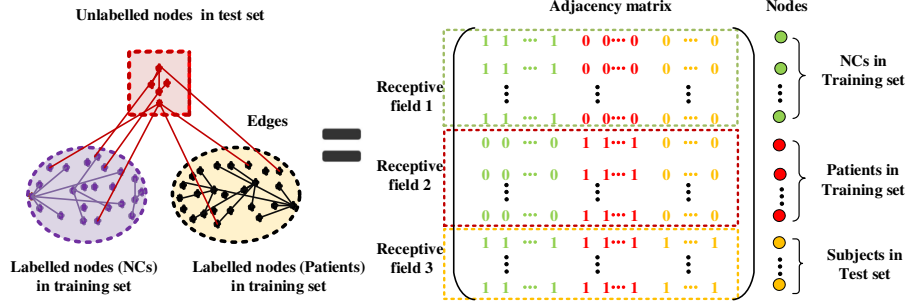 Unlabelled nodes in test set
Edges
Labelled nodes (NCs)
in training set
Labelled nodes (Patients)
in training set
=
Adjacency matrix
Nodes
Receptive
field 1
1 1 ··· 1 0 0 ··· 0 0 ··· 0
1 1 ··· 1 0 0 ··· 0 0 ··· 0
1 1 ··· 1 0 0 ··· 0 0 ··· 0
NCs in
Training set
Receptive
field 2
0 0 ··· 0 1 1 ··· 1 0 ··· 0
0 0 ··· 0 1 1 ··· 1 0 ··· 0
0 0 ··· 0 1 1 ··· 1 0 ··· 0
Patients in
Training set
Receptive
field 3
1 1 ··· 1 1 1 ··· 1 1 ··· 1
1 1 ··· 1 1 1 ··· 1 1 ··· 1
Subjects in
Test set